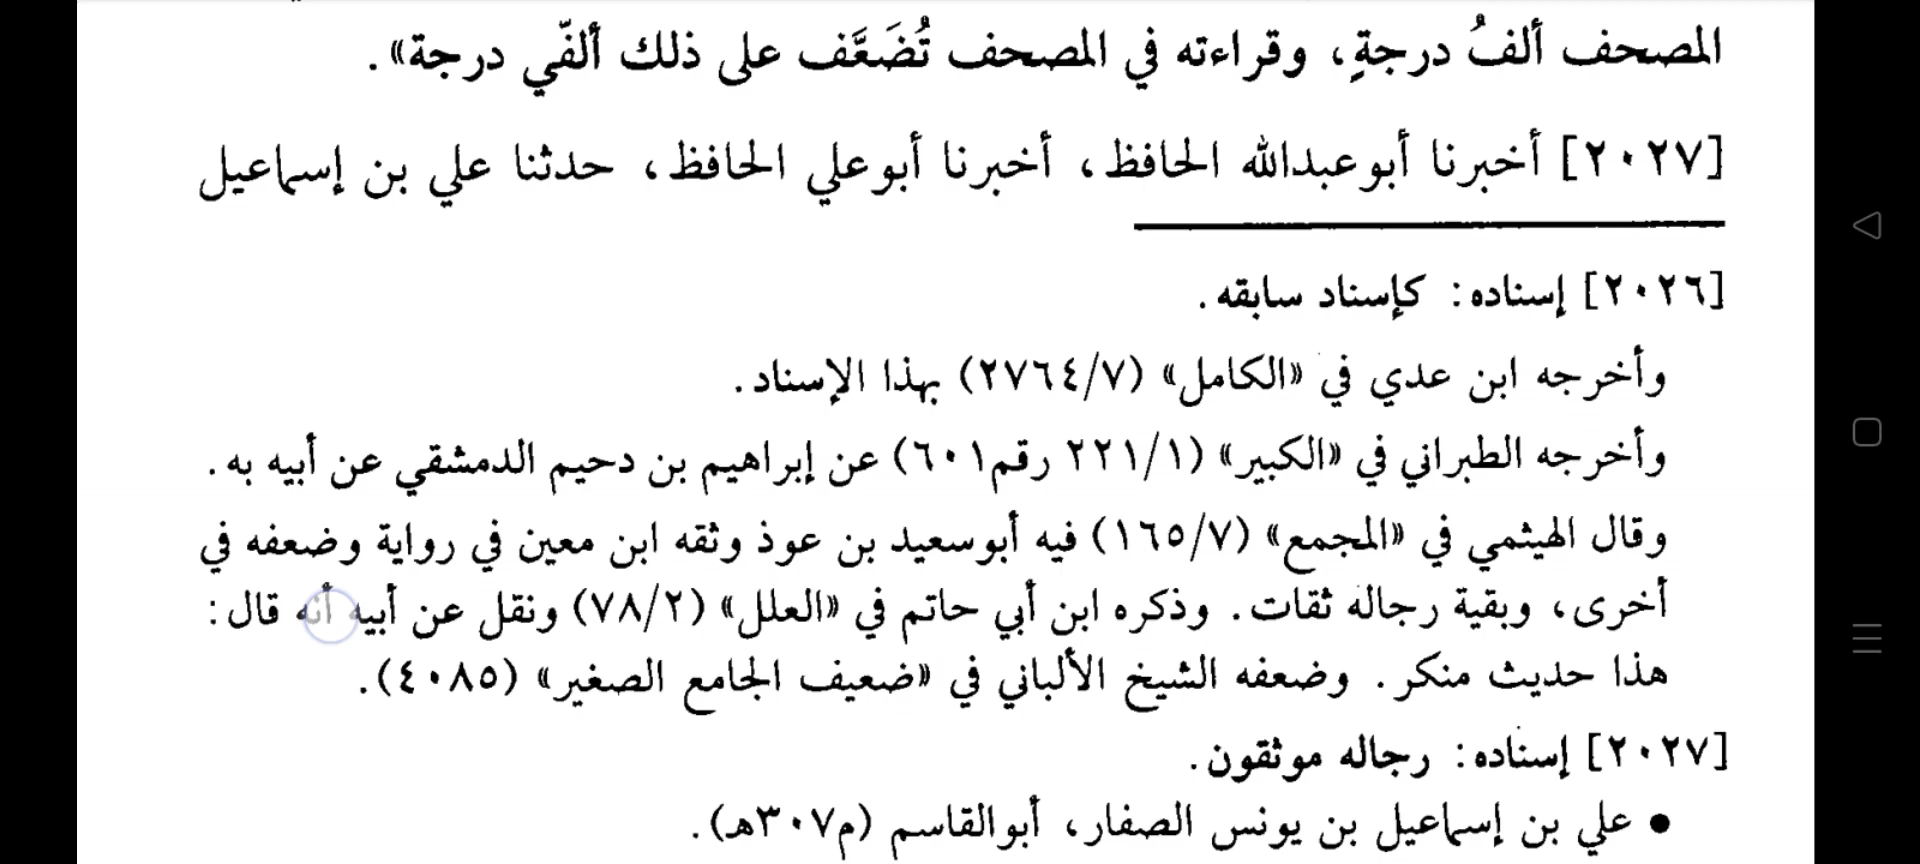 المصحف ألفُ درجةٍ، وقراءته في المصحف تُضَعَّف على ذلك ألفّي درجة».
[٢٠٢٧] أخبرنا أبوعبدالله الحافظ، أخبرنا أبوعلي الحافظ، حدثنا علي بن إسماعيل
[٢٠٢٦] إسناده: كإسناد سابقه.
وأخرجه ابن عدي في «الكامل» (٢٧٦٤/٧) بهذا الإسناد.
وأخرجه الطبراني في «الكبير» (٢٢١/١ رقم٦٠١) عن إبراهيم بن دحيم الدمشقي عن أبيه به.
وقال الهيثمي في «المجمع» (١٦٥/٧) فيه أبوسعيد بن عوذ وثقه ابن معين في رواية وضعفه في
أخرى، وبقية رجاله ثقات. وذكره ابن أبي حاتم في «العلل» (٧٨/٢) ونقل عن أبيه أنه قال:
هذا حديث منكر. وضعفه الشيخ الألباني في «ضعيف الجامع الصغير» (٤٠٨٥).
[٢٠٢٧] إسناده: رجاله موثقون.
• علي بن إسماعيل بن يونس الصفار، أبوالقاسم (م٣٠٧هـ).